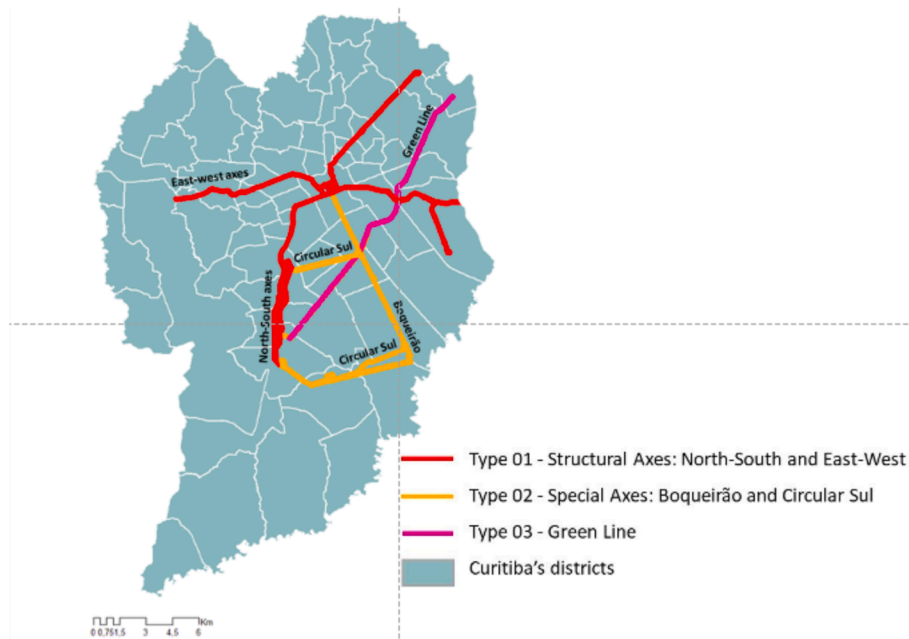 Green Line
East-west axes
Circular Sul
North-South axes
Boqueirão
Circular Sul
Type 01 - Structural Axes: North-South and East-West
Type 02 - Special Axes: Boqueirão and Circular Sul
Type 03 - Green Line
Curitiba's districts
Km
0 0,751,5 3 4,5 6